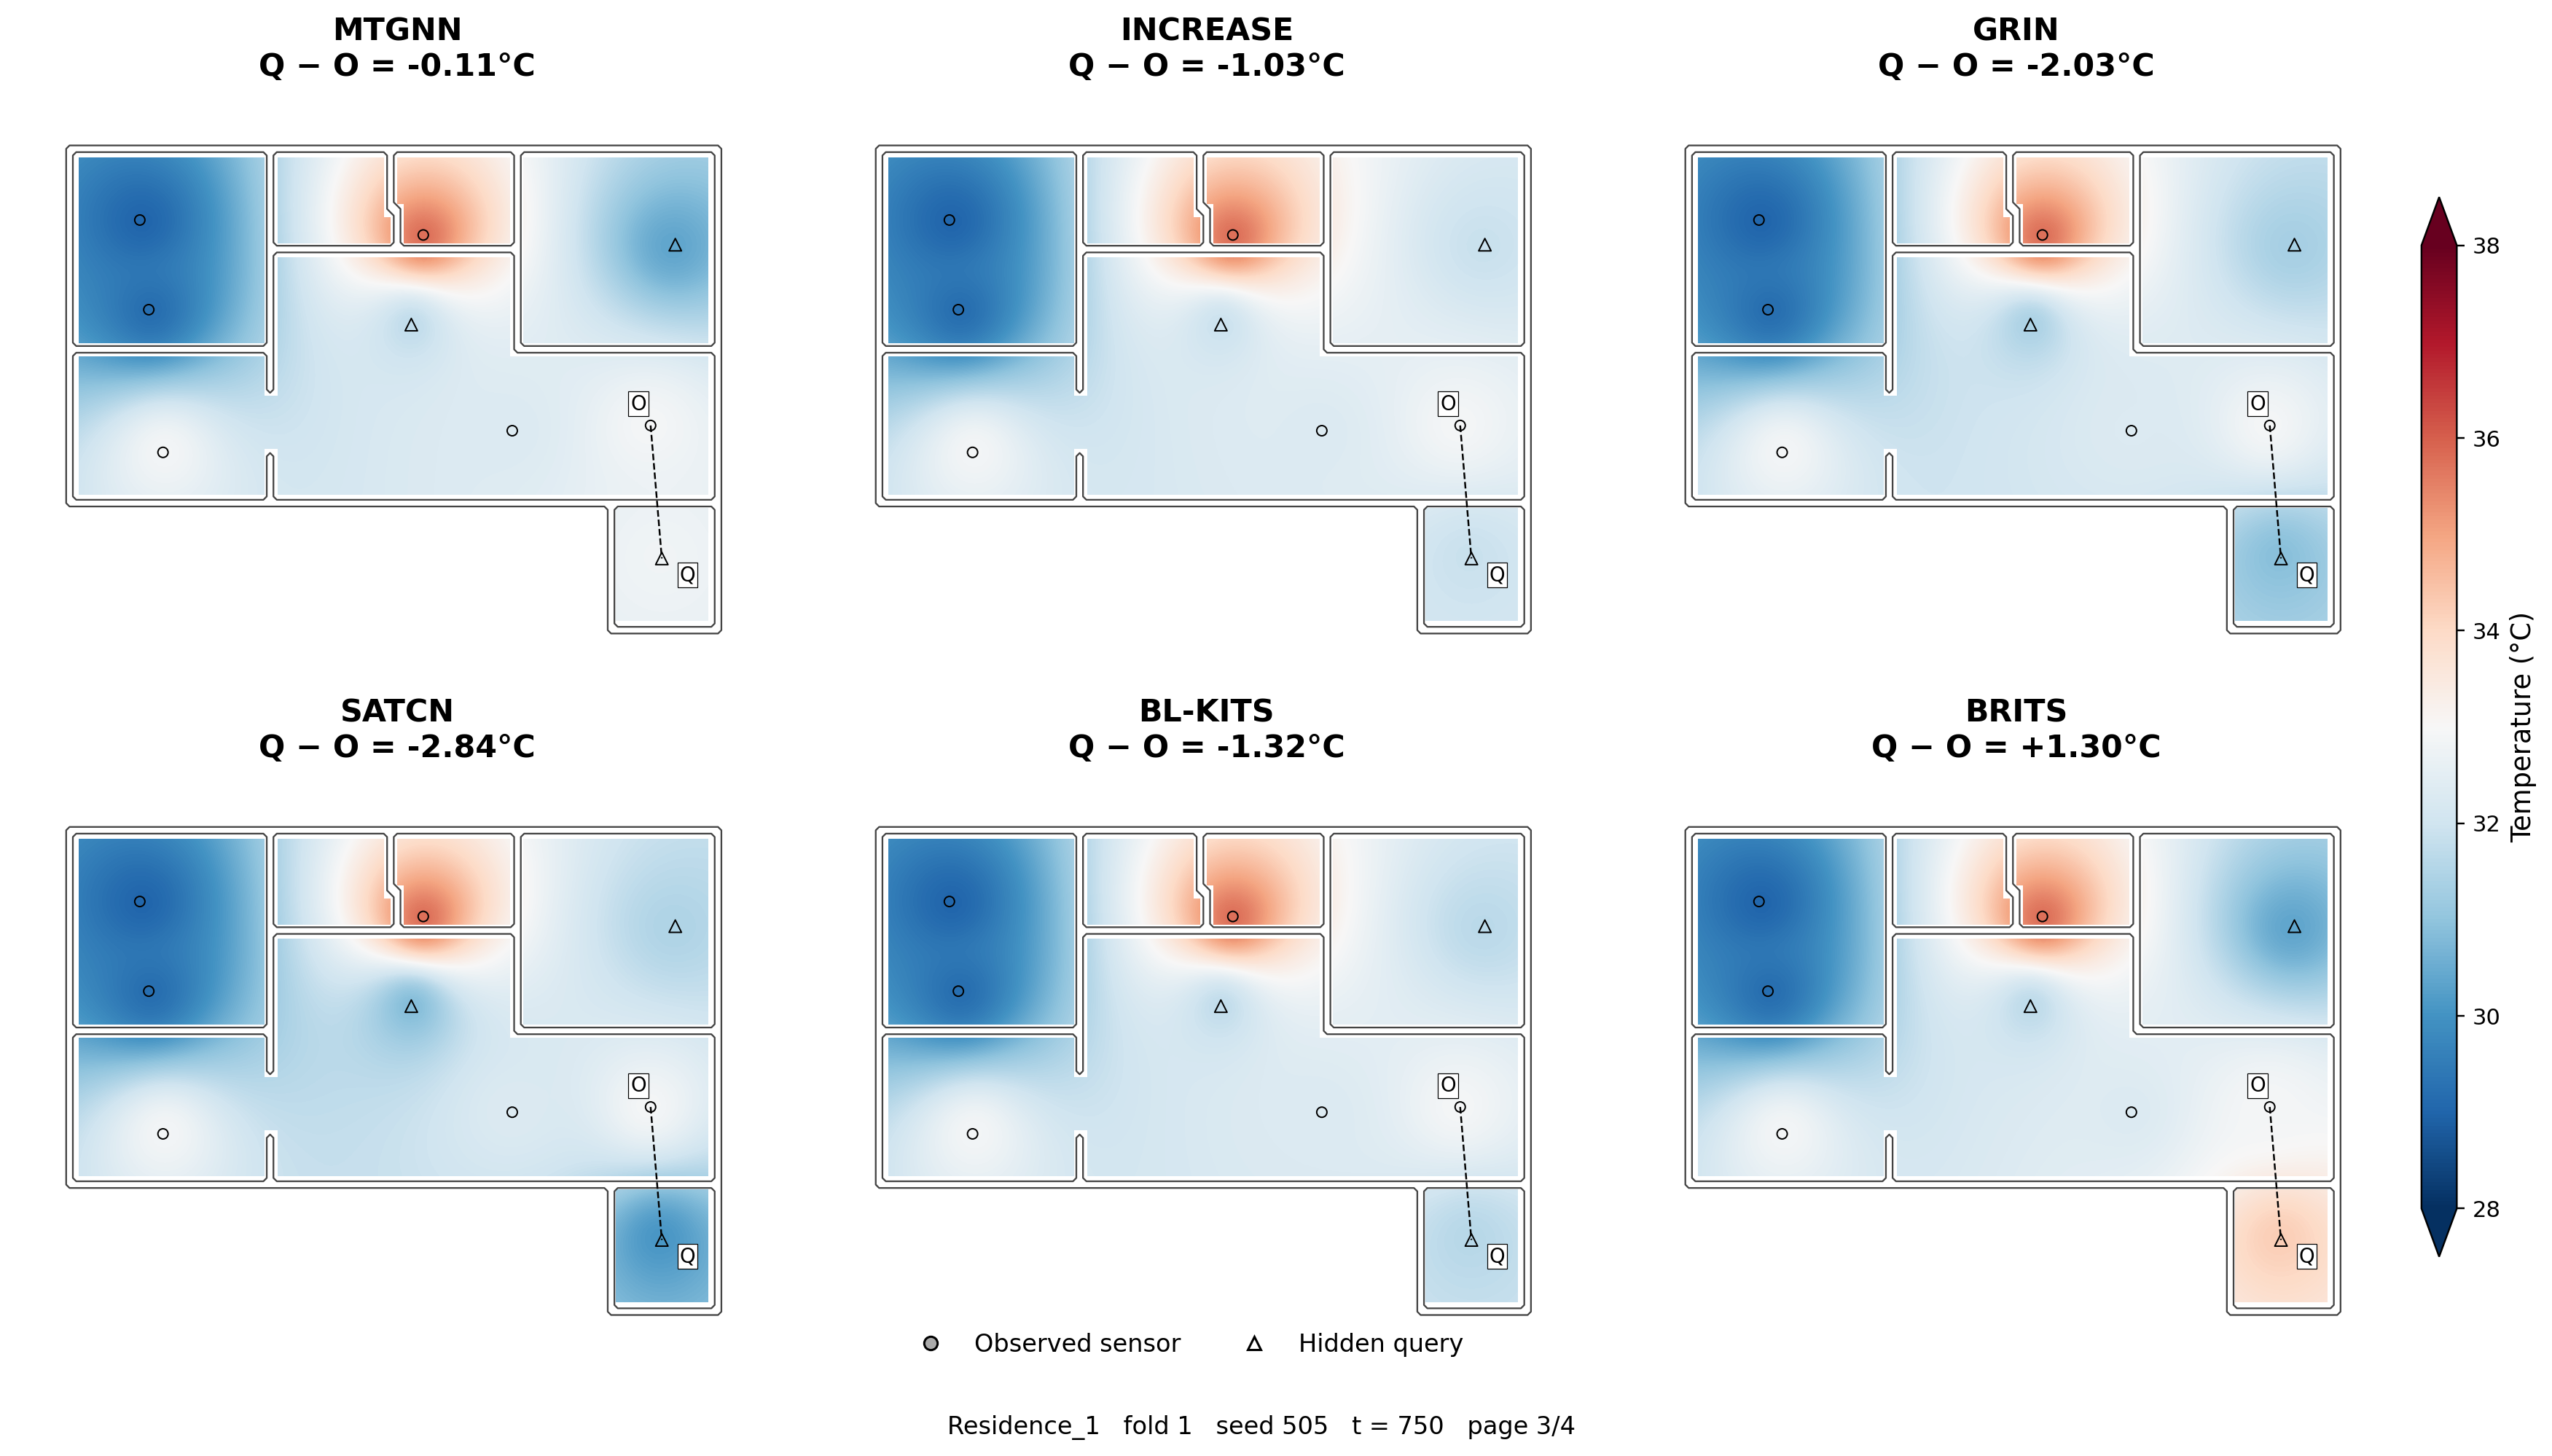 MTGNN
Q − O = -0.11°C
INCREASE
Q − O = -1.03°C
GRIN
Q − O = -2.03°C
O
Q
O
Q
O
Q
SATCN
Q − O = -2.84°C
BL-KITS
Q − O = -1.32°C
BRITS
Q − O = +1.30°C
O
Q
O
Q
O
Q
38
36
34
32
30
28
Temperature (°C)
Observed sensor
Hidden query
Residence_1 fold 1 seed 505 t = 750 page 3/4